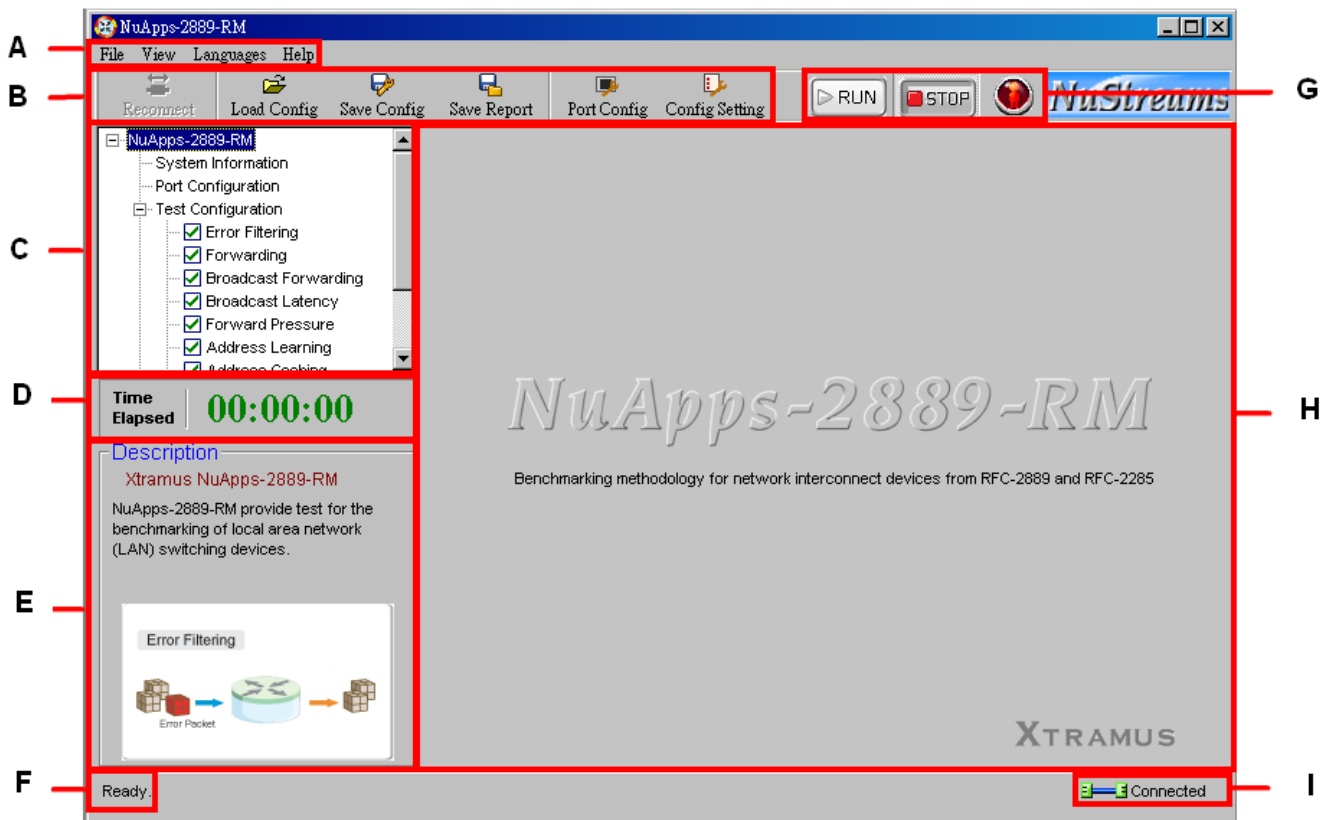 NuApps-2889-RM
A
File View Languages Help
B
Reconnect Load Config Save Config Save Report Port Config Config Setting
RUN STOP
NuStreams
G
C
NuApps-2889-RM
System Information
Port Configuration
Test Configuration
Error Filtering
Forwarding
Broadcast Forwarding
Broadcast Latency
Forward Pressure
Address Learning
Address Caching
D
Time
Elapsed
00:00:00
E
Description
Xtramus NuApps-2889-RM
NuApps-2889-RM provide test for the
benchmarking of local area network
(LAN) switching devices.
Error Filtering
Error Packet
NuApps-2889-RM
Benchmarking methodology for network interconnect devices from RFC-2889 and RFC-2285
XTRAMUS
H
F
Ready.
Connected
I